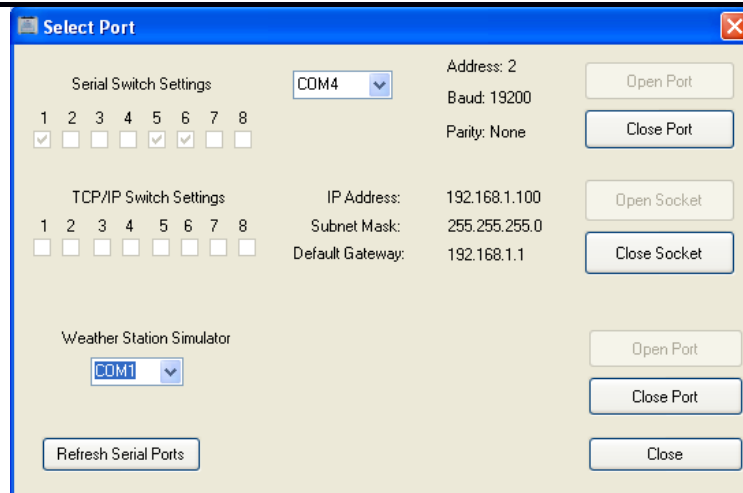 Select Port
Serial Switch Settings
1 2 3 4 5 6 7 8
COM4
Address: 2
Baud: 19200
Parity: None
Open Port
Close Port
TCP/IP Switch Settings
1 2 3 4 5 6 7 8
IP Address: 192.168.1.100
Subnet Mask: 255.255.255.0
Default Gateway: 192.168.1.1
Open Socket
Close Socket
Weather Station Simulator
COM1
Open Port
Close Port
Refresh Serial Ports
Close